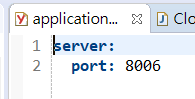 application...
Clo
1 server:
2 port: 8006